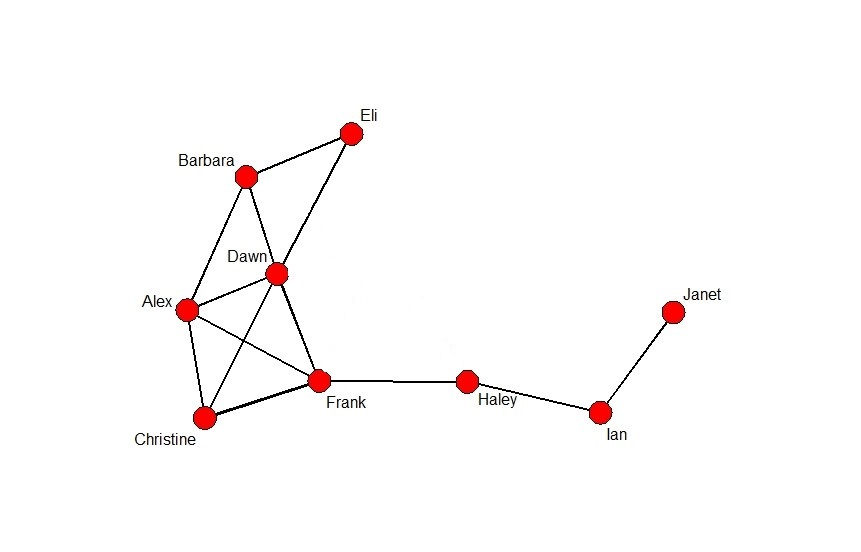 Eli
Barbara
Dawn
Alex
Janet
Haley
Frank
Ian
Christine